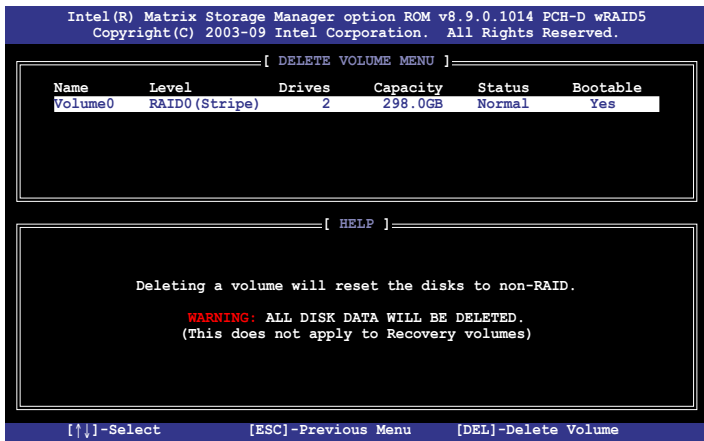 Intel(R) Matrix Storage Manager option ROM v8.9.0.1014 PCH-D wRAID5
Copyright(C) 2003-09 Intel Corporation. All Rights Reserved.
[ DELETE VOLUME MENU ]
Name Level Drives Capacity Status Bootable
Volume0 RAID0(Stripe) 2 298.0GB Normal Yes
[ HELP ]
Deleting a volume will reset the disks to non-RAID.
WARNING: ALL DISK DATA WILL BE DELETED.
(This does not apply to Recovery volumes)
[↑↓]-Select [ESC]-Previous Menu [DEL]-Delete Volume